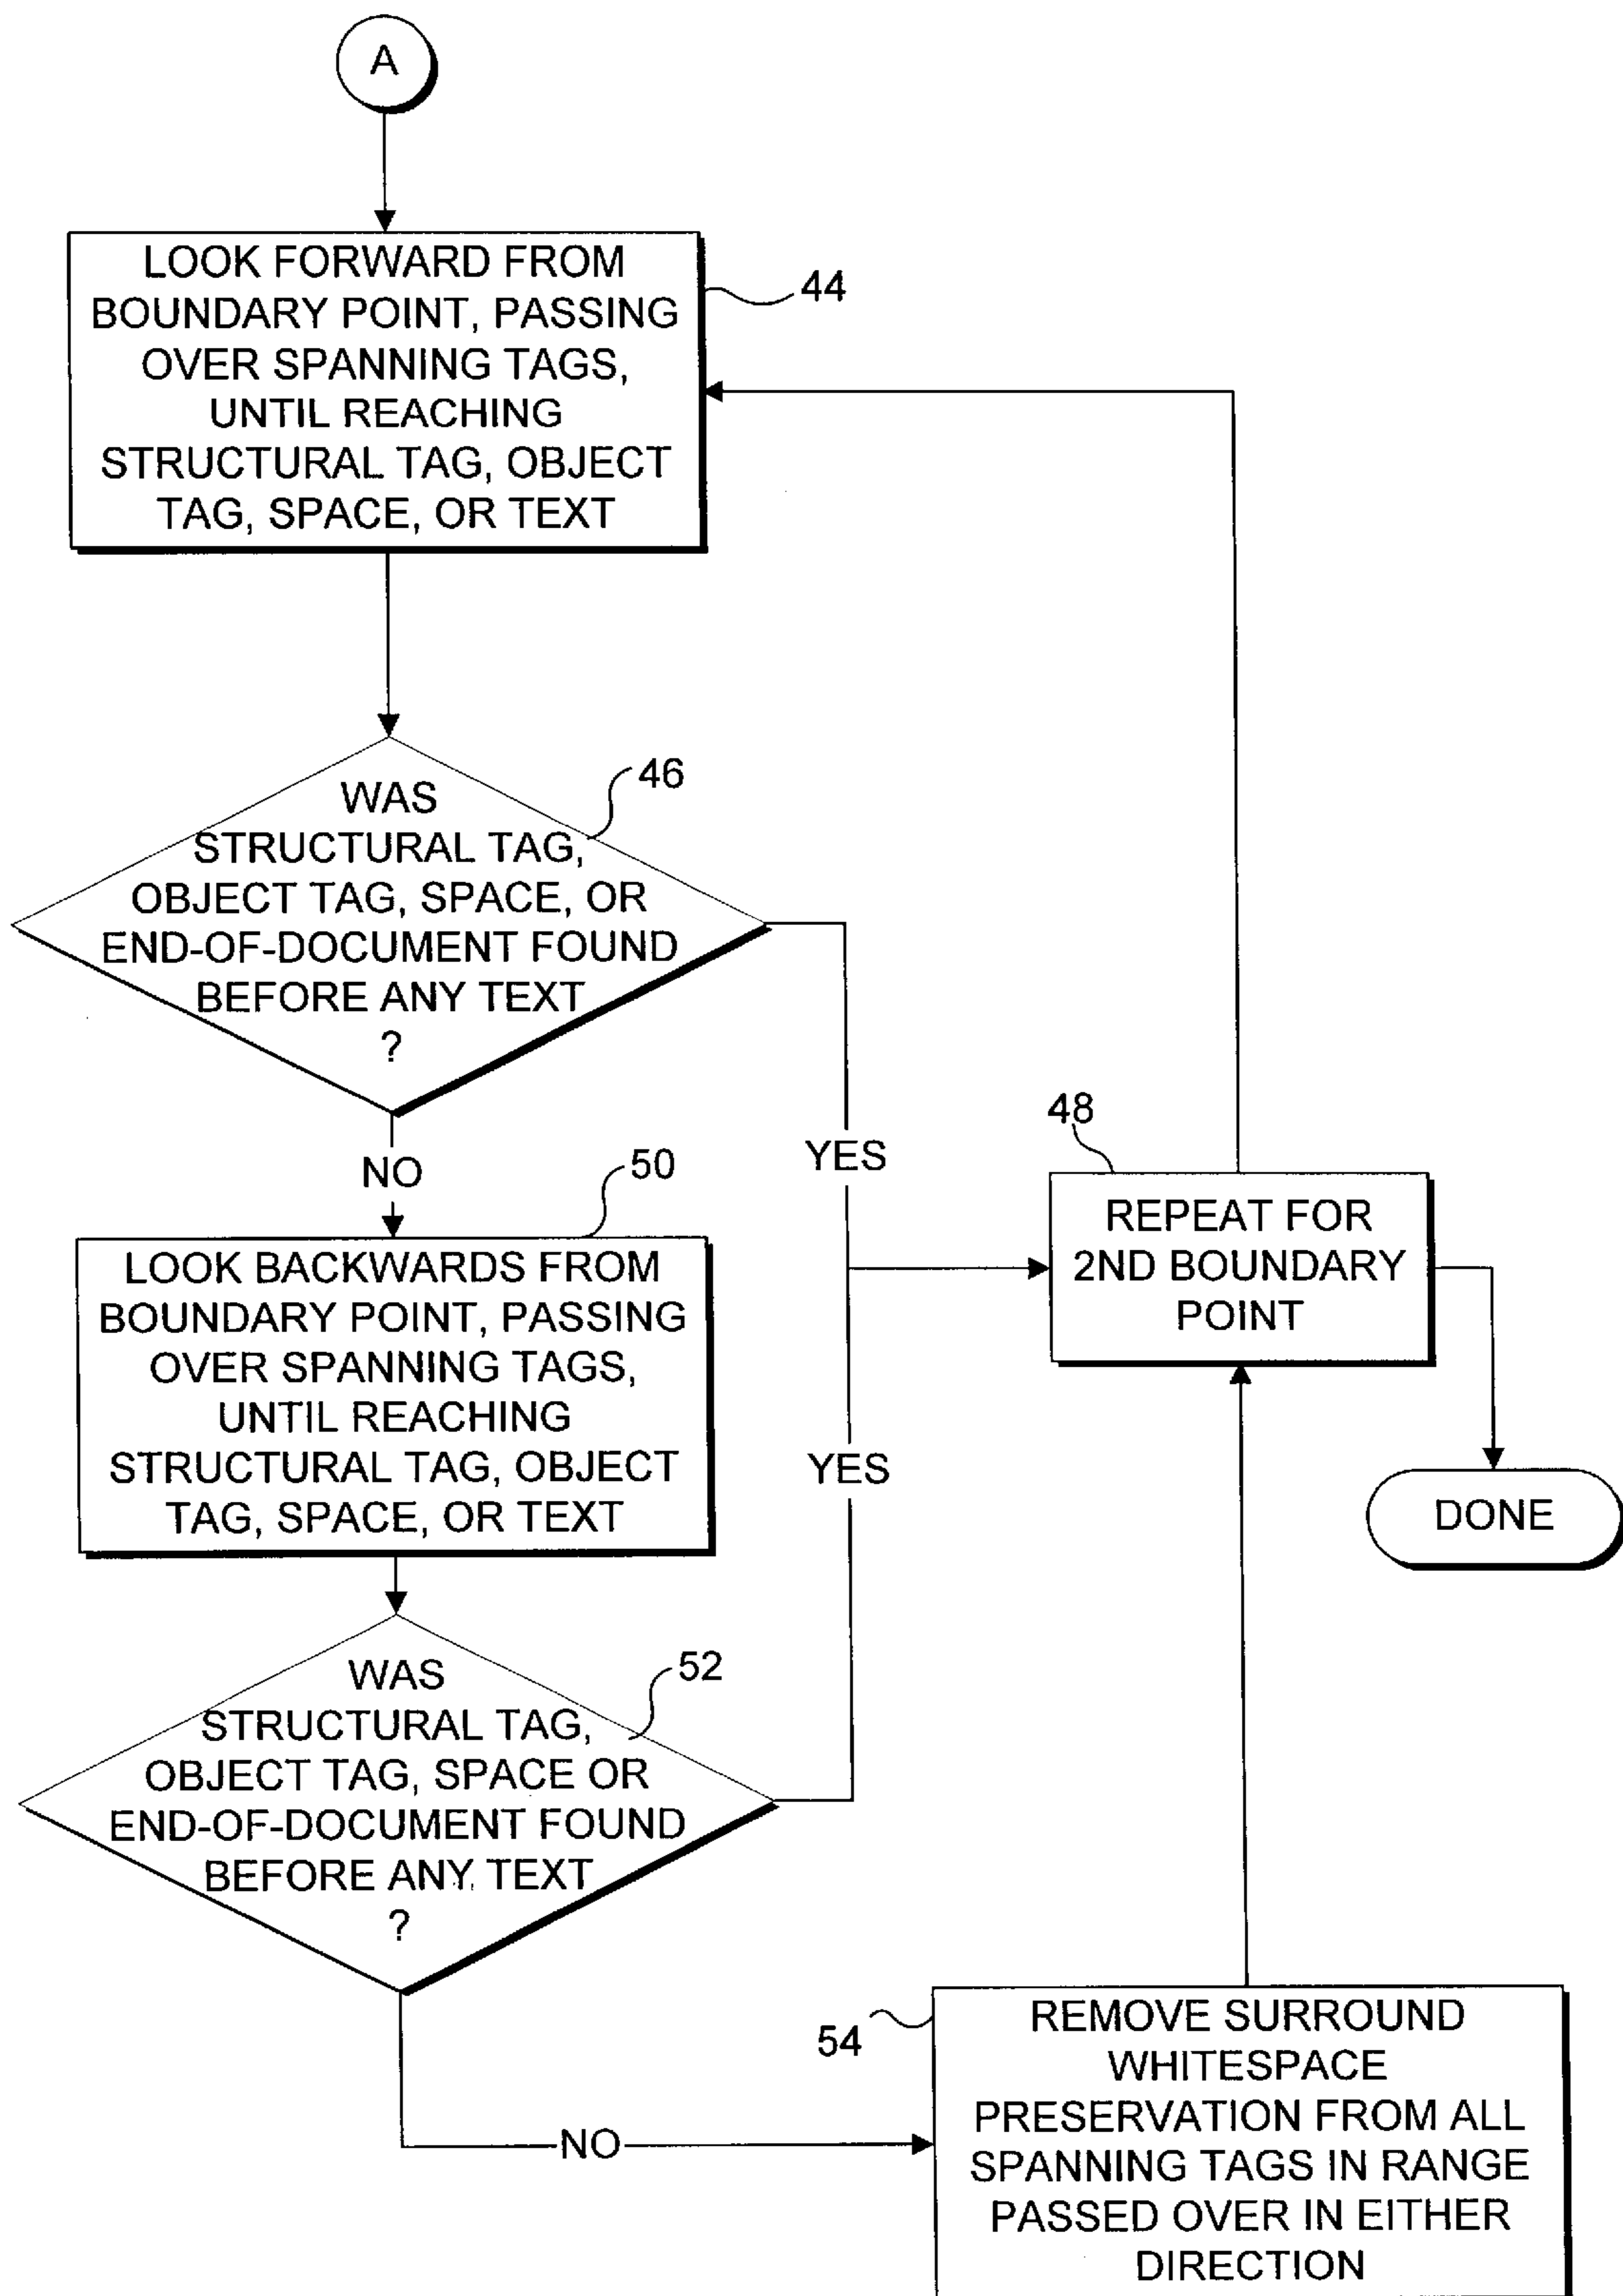 A
LOOK FORWARD FROM
BOUNDARY POINT, PASSING
OVER SPANNING TAGS,
UNTIL REACHING
STRUCTURAL TAG, OBJECT
TAG, SPACE, OR TEXT
44
WAS
STRUCTURAL TAG,
OBJECT TAG, SPACE, OR
END-OF-DOCUMENT FOUND
BEFORE ANY TEXT
?
46
YES
NO
48
REPEAT FOR
2ND BOUNDARY
POINT
50
LOOK BACKWARDS FROM
BOUNDARY POINT, PASSING
OVER SPANNING TAGS,
UNTIL REACHING
STRUCTURAL TAG, OBJECT
TAG, SPACE, OR TEXT
YES
DONE
WAS
STRUCTURAL TAG,
OBJECT TAG, SPACE OR
END-OF-DOCUMENT FOUND
BEFORE ANY TEXT
?
52
NO
54
REMOVE SURROUND
WHITESPACE
PRESERVATION FROM ALL
SPANNING TAGS IN RANGE
PASSED OVER IN EITHER
DIRECTION